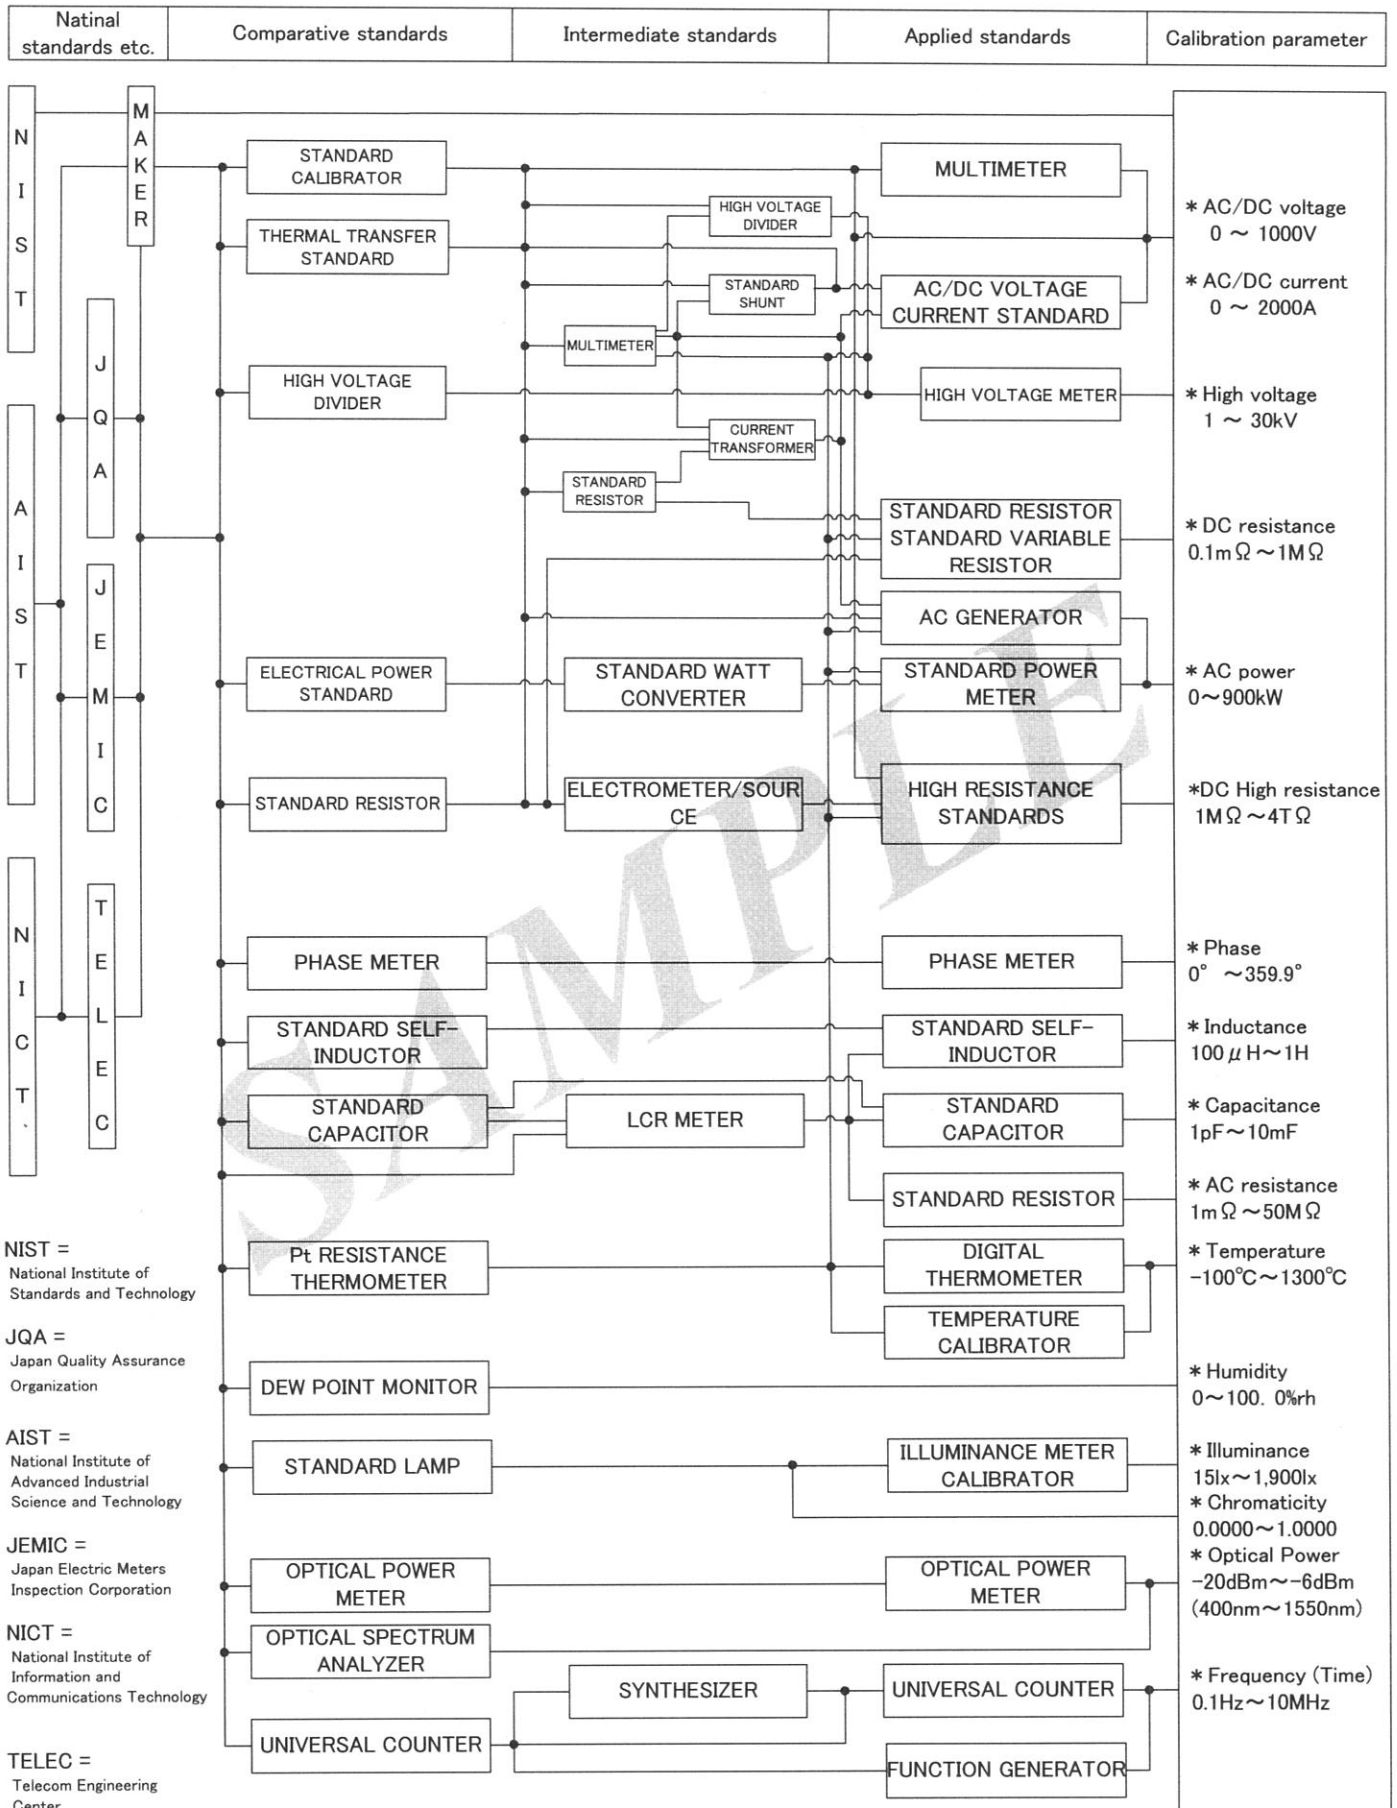 Natinal
standards etc.
Comparative standards
Intermediate standards
Applied standards
Calibration parameter
NIST
MAKER
JQA
AIST
JEMIC
NICT
TELEC
STANDARD
CALIBRATOR
MULTIMETER
HIGH VOLTAGE
DIVIDER
* AC/DC voltage
0 ~ 1000V
THERMAL TRANSFER
STANDARD
STANDARD
SHUNT
AC/DC VOLTAGE
CURRENT STANDARD
* AC/DC current
0 ~ 2000A
MULTIMETER
HIGH VOLTAGE
DIVIDER
HIGH VOLTAGE METER
* High voltage
1 ~ 30kV
CURRENT
TRANSFORMER
STANDARD
RESISTOR
STANDARD RESISTOR
STANDARD VARIABLE
RESISTOR
* DC resistance
0.1mΩ~1MΩ
AC GENERATOR
ELECTRICAL POWER
STANDARD
STANDARD WATT
CONVERTER
STANDARD POWER
METER
* AC power
0~900kW
STANDARD RESISTOR
ELECTROMETER/SOUR
CE
HIGH RESISTANCE
STANDARDS
*DC High resistance
1MΩ~4TΩ
SAMPLE
PHASE METER
PHASE METER
* Phase
0° ~359.9°
STANDARD SELF-
INDUCTOR
STANDARD SELF-
INDUCTOR
* Inductance
100μH~1H
STANDARD
CAPACITOR
LCR METER
STANDARD
CAPACITOR
* Capacitance
1pF~10mF
STANDARD RESISTOR
* AC resistance
1mΩ~50MΩ
Pt RESISTANCE
THERMOMETER
DIGITAL
THERMOMETER
* Temperature
-100℃~1300℃
TEMPERATURE
CALIBRATOR
DEW POINT MONITOR
* Humidity
0~100. 0%rh
STANDARD LAMP
ILLUMINANCE METER
CALIBRATOR
* Illuminance
15lx~1,900lx
* Chromaticity
0.0000~1.0000
OPTICAL POWER
METER
OPTICAL POWER
METER
* Optical Power
-20dBm~-6dBm
(400nm~1550nm)
OPTICAL SPECTRUM
ANALYZER
SYNTHESIZER
UNIVERSAL COUNTER
* Frequency (Time)
0.1Hz~10MHz
UNIVERSAL COUNTER
FUNCTION GENERATOR
NIST =
National Institute of
Standards and Technology
JQA =
Japan Quality Assurance
Organization
AIST =
National Institute of
Advanced Industrial
Science and Technology
JEMIC =
Japan Electric Meters
Inspection Corporation
NICT =
National Institute of
Information and
Communications Technology
TELEC =
Telecom Engineering
Center